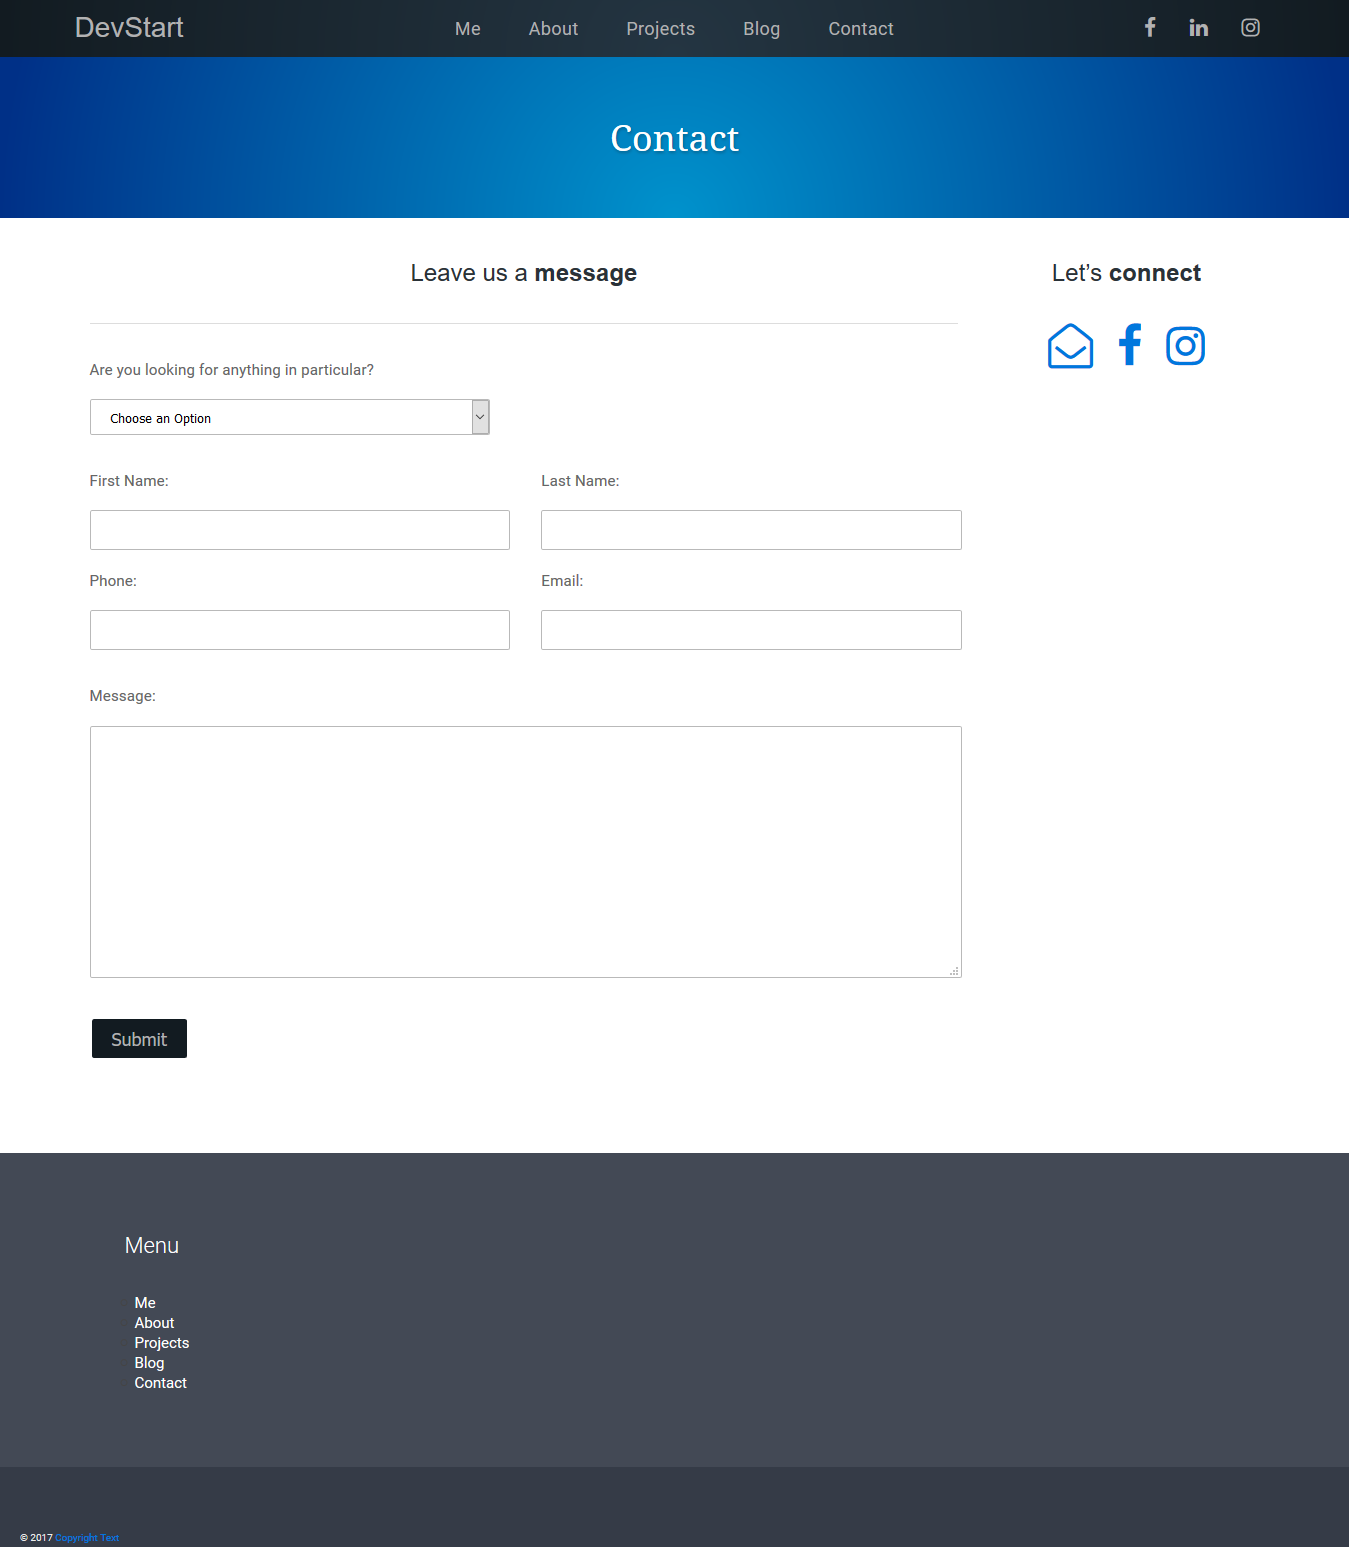 DevStart
Me About Projects Blog Contact
Contact
Leave us a message
Let’s connect
Are you looking for anything in particular?
Choose an Option
First Name: Last Name:
Phone: Email:
Message:
Submit
Menu
Me
About
Projects
Blog
Contact
© 2017 Copyright Text